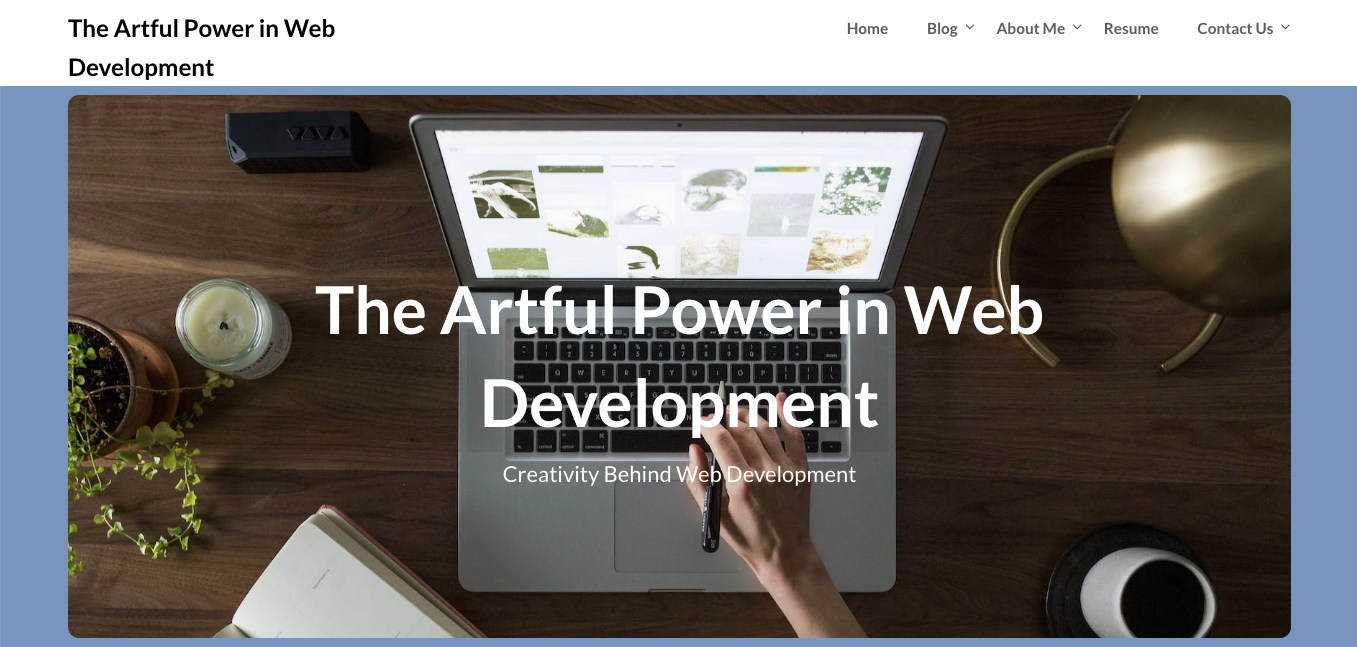 The Artful Power in Web
Development
Home Blog About Me Resume Contact Us
The Artful Power in Web
Development
Creativity Behind Web Development